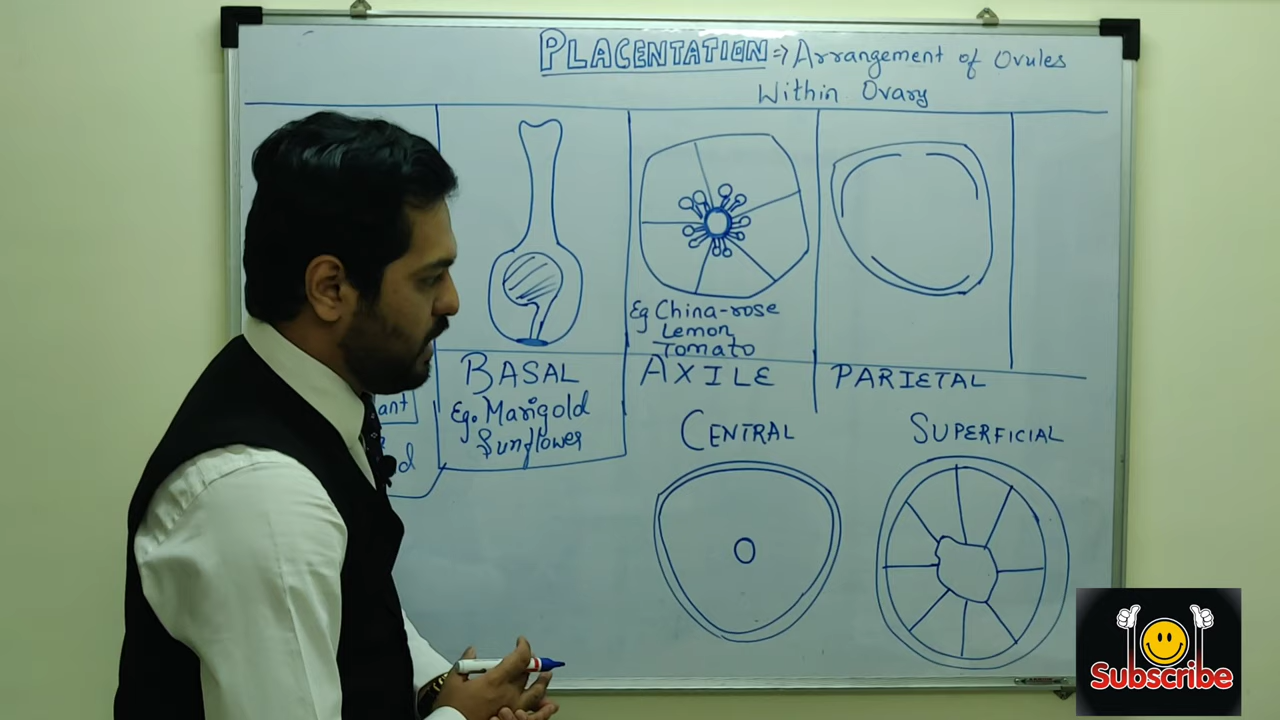 PLACENTATION => Arrangement of Ovules
Within Ovary
Eg China-rose
Lemon
Tomato
BASAL
AXILE
PARIETAL
Eg. Marigold
Sunflower
CENTRAL
SUPERFICIAL
Subscribe